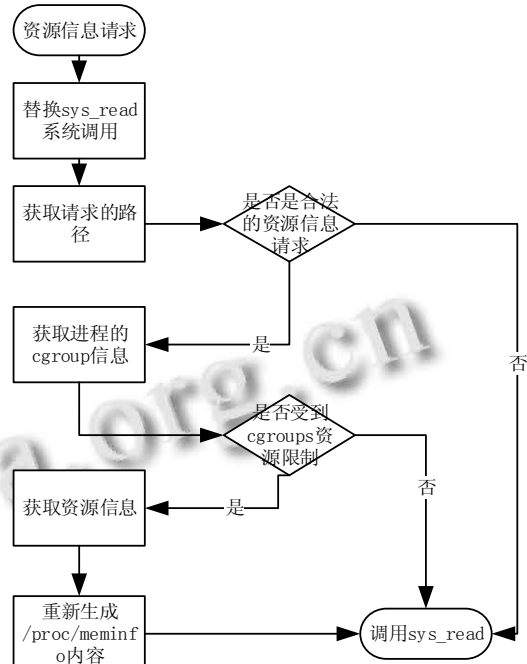 资源信息请求
替换sys_read
系统调用
获取请求的路
径
是否是合法
的资源信息
请求
获取进程的
cgroup信息
是
否
是否受到
cgroups资
源限制
获取资源信息
是
否
重新生成
/proc/meminf
o内容
调用sys_read
.org.cn